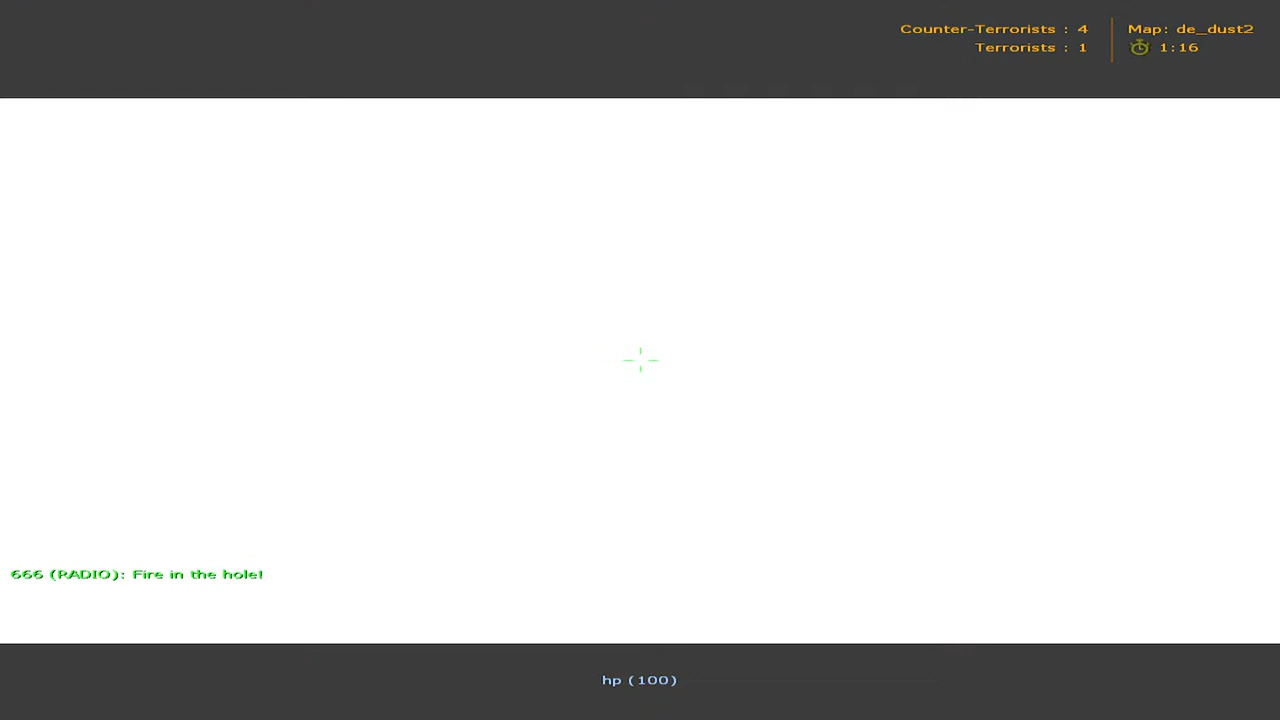 Counter-Terrorists : 4
Terrorists : 1
Map: de_dust2
1:16
666 (RADIO): Fire in the hole!
hp (100)